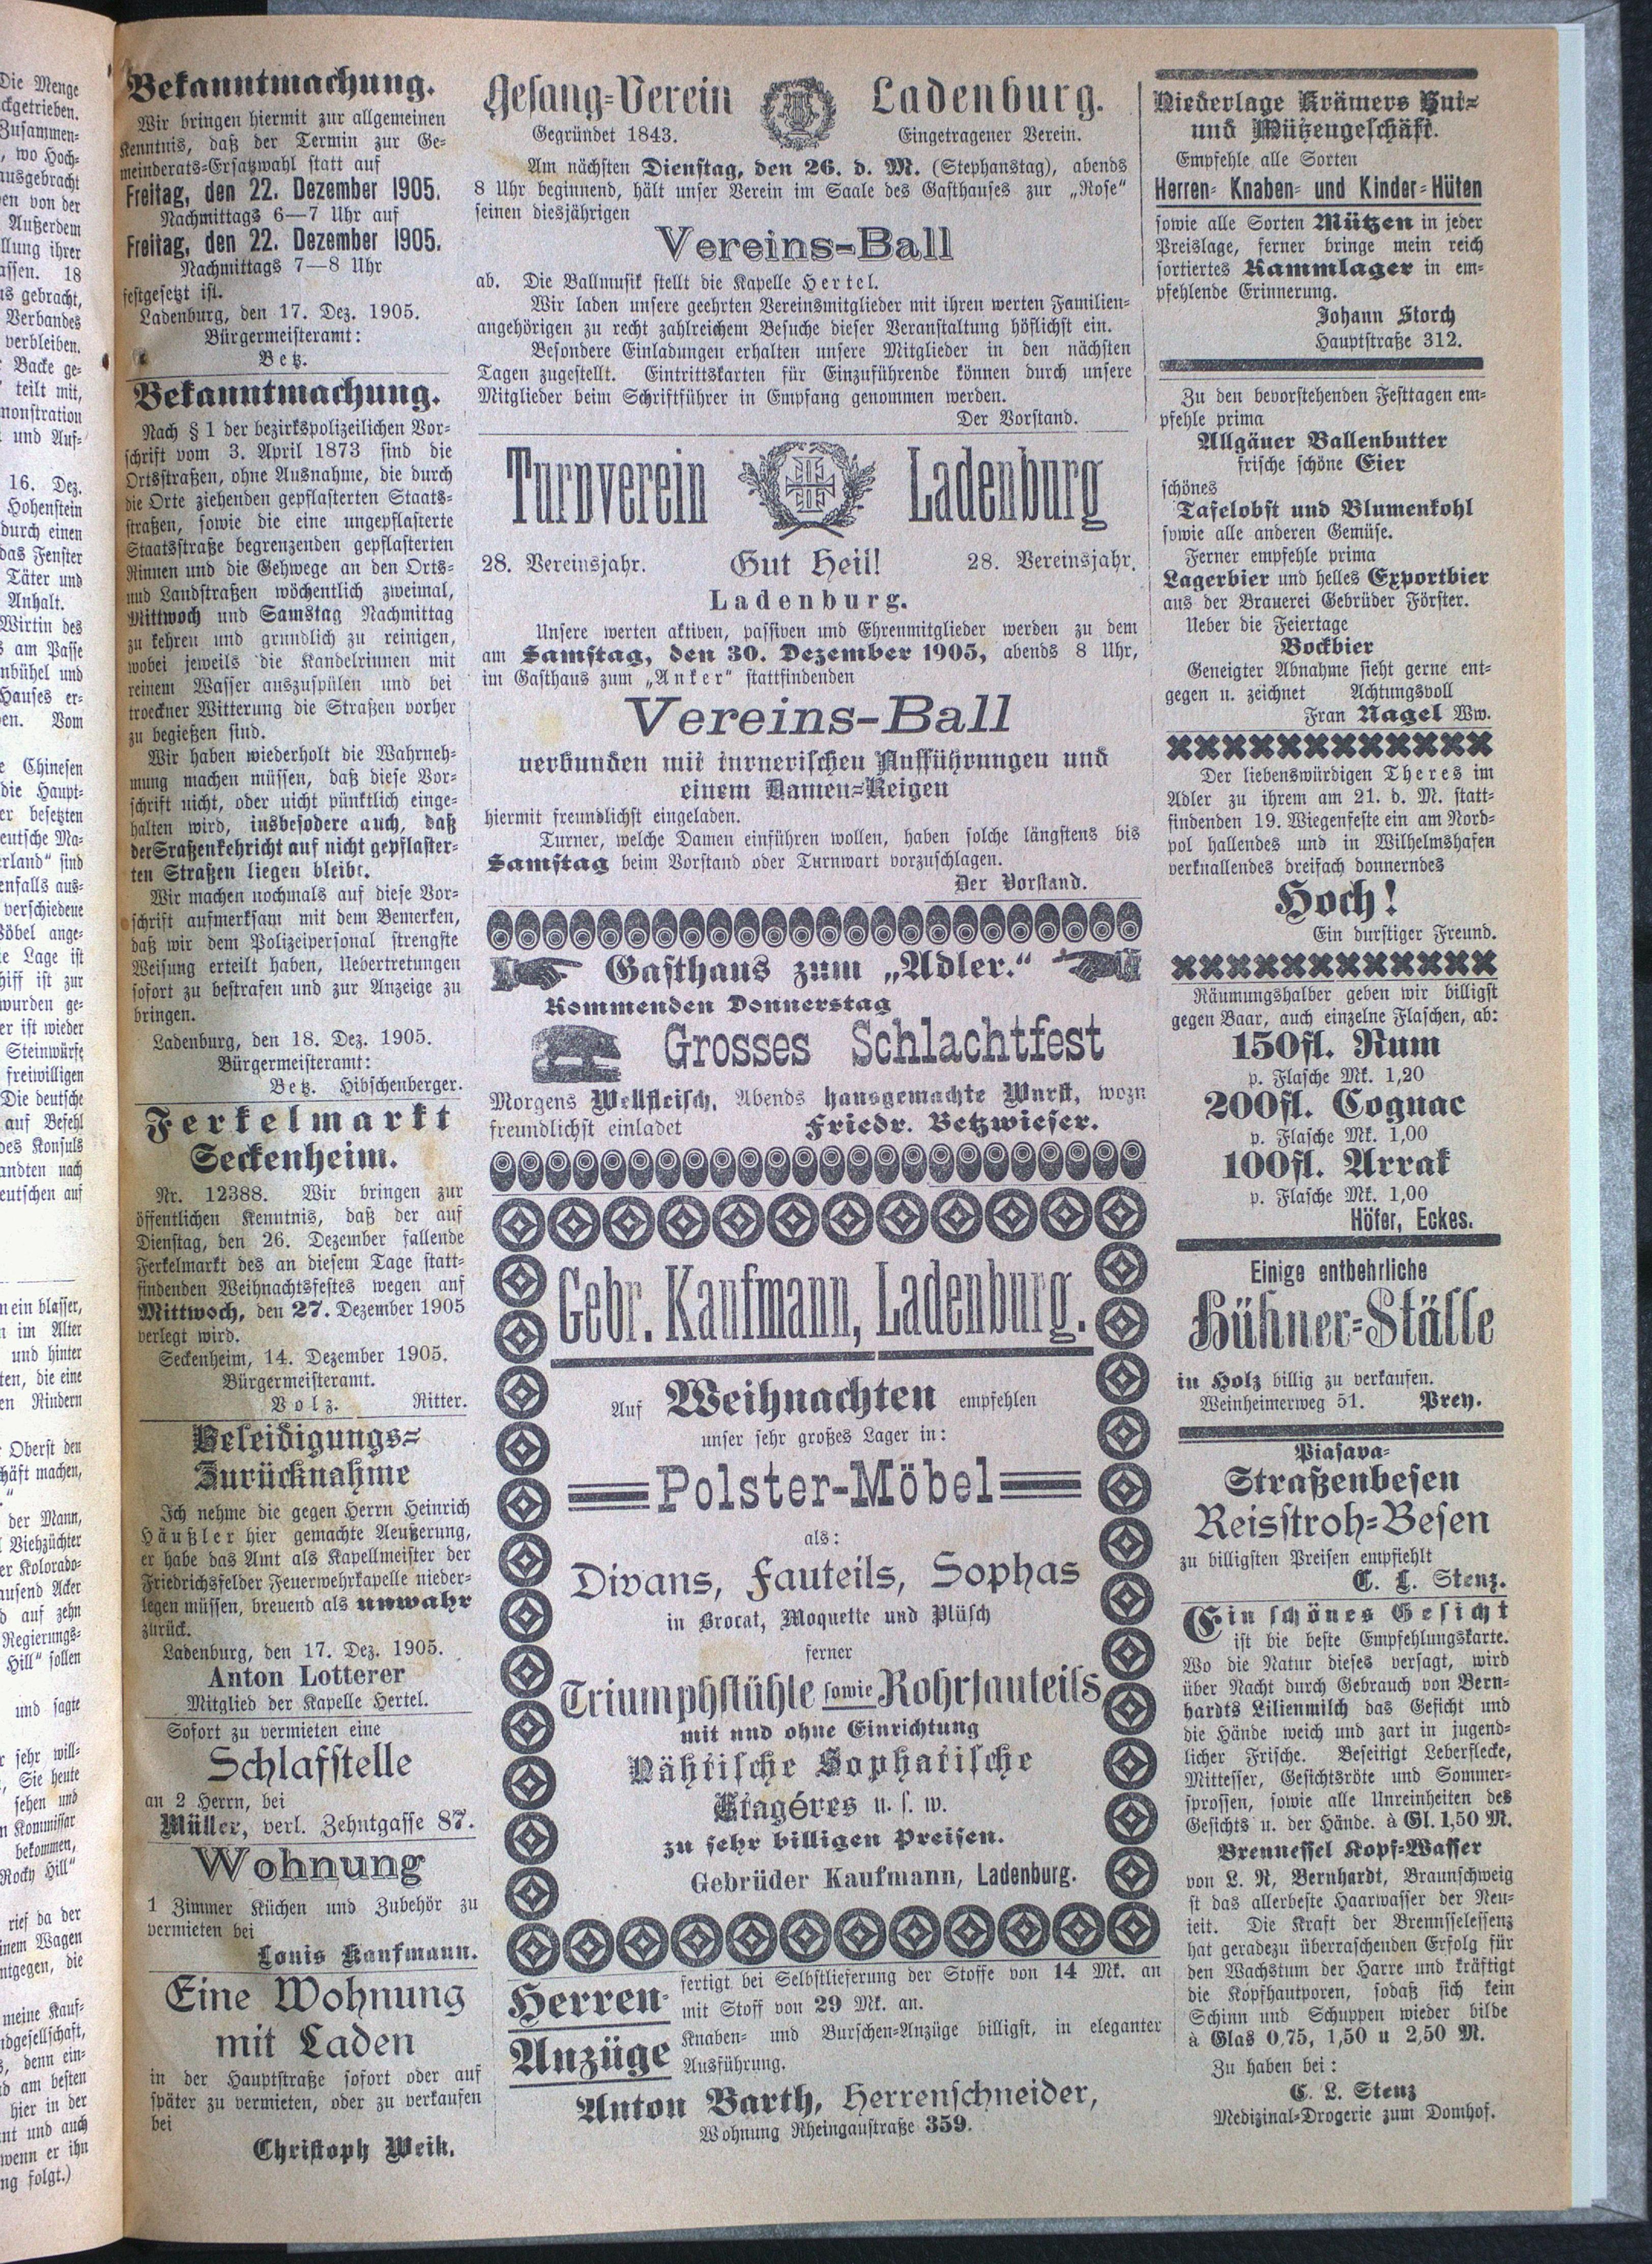 Bekanntmachung.
Wir bringen hiermit zur allgemeinen
Kenntnis, daß der Termin zur Ge-
meinderats-Ersatzwahl statt auf
Freitag, den 22. Dezember 1905.
Nachmittags 6—7 Uhr auf
Freitag, den 22. Dezember 1905.
Nachmittags 7—8 Uhr
festgesetzt ist.
Ladenburg, den 17. Dez. 1905.
Bürgermeisteramt:
Betz.
Bekanntmachung.
Nach § 1 der bezirkspolizeilichen Vor-
schrift vom 3. April 1873 sind die
Ortsstraßen, ohne Ausnahme, die durch
die Orte ziehenden gepflasterten Staats-
straßen, sowie die eine ungepflasterte
Staatsstraße begrenzenden gepflasterten
Rinnen und die Gehwege an den Orts-
und Landstraßen wöchentlich zweimal,
Mittwoch und Samstag Nachmittag
zu kehren und grundlich zu reinigen,
wobei jeweils die Kandelrinnen mit
reinem Wasser auszuspülen und bei
troeckner Witterung die Straßen vorher
zu begießen sind.
Wir haben wiederholt die Wahrneh-
mung machen müssen, daß diese Vor-
schrift nicht, oder nicht pünktlich einge-
halten wird, insbesodere auch, daß
der Sraßenkehricht auf nicht gepflaster-
ten Straßen liegen bleibt.
Wir machen nochmals auf diese Vor-
schrift aufmerksam mit dem Bemerken,
daß wir dem Polizeipersonal strengste
Weisung erteilt haben, Uebertretungen
sofort zu bestrafen und zur Anzeige zu
bringen.
Ladenburg, den 18. Dez. 1905.
Bürgermeisteramt:
Betz. Hibschenberger.
Ferkelmarkt
Seckenheim.
Nr. 12388. Wir bringen zur
öffentlichen Kenntnis, daß der auf
Dienstag, den 26. Dezember fallende
Ferkelmarkt des an diesem Tage statt-
findenden Weihnachtsfestes wegen auf
Mittwoch, den 27. Dezember 1905
verlegt wird.
Seckenheim, 14. Dezember 1905.
Bürgermeisteramt.
Volz. Ritter.
Beleidigungs-
Zurücknahme
Ich nehme die gegen Herrn Heinrich
Häußler hier gemachte Aeußerung,
er habe das Amt als Kapellmeister der
Friedrichsfelder Feuerwehrkapelle nieder-
legen müssen, breuend als unwahr
zurück.
Ladenburg, den 17. Dez. 1905.
Anton Lotterer
Mitglied der Kapelle Hertel.
Sofort zu vermieten eine
Schlafstelle
an 2 Herrn, bei
Müller, verl. Zehntgasse 87.
Wohnung
1 Zimmer Küchen und Zubehör zu
vermieten bei
Louis Kaufmann.
Eine Wohnung
mit Laden
in der Hauptstraße sofort oder auf
später zu vermieten, oder zu verkaufen
bei
Christoph Weik.
Gesang-Verein Ladenburg.
Gegründet 1843. Eingetragener Verein.
Am nächsten Dienstag, den 26. d. M. (Stephanstag), abends
8 Uhr beginnend, hält unser Verein im Saale des Gasthauses zur „Rose“
seinen diesjährigen
Vereins-Ball
ab. Die Ballmusik stellt die Kapelle Hertel.
Wir laden unsere geehrten Vereinsmitglieder mit ihren werten Familien-
angehörigen zu recht zahlreichem Besuche dieser Veranstaltung höflichst ein.
Besondere Einladungen erhalten unsere Mitglieder in den nächsten
Tagen zugestellt. Eintrittskarten für Einzuführende können durch unsere
Mitglieder beim Schriftführer in Empfang genommen werden.
Der Vorstand.
Turnverein Ladenburg
28. Vereinsjahr. Gut Heil! 28. Vereinsjahr.
Ladenburg.
Unsere werten aktiven, passiven und Ehrenmitglieder werden zu dem
am Samstag, den 30. Dezember 1905, abends 8 Uhr,
im Gasthaus zum „Anker“ stattfindenden
Vereins-Ball
verbunden mit turnerischen Aufführungen und
einem Damen-Reigen
hiermit freundlichst eingeladen.
Turner, welche Damen einführen wollen, haben solche längstens bis
Samstag beim Vorstand oder Turnwart vorzuschlagen.
Der Vorstand.
Gasthaus zum „Adler.“
Kommenden Donnerstag
Grosses Schlachtfest
Morgens Wellfleisch, Abends hausgemachte Wurst, wozu
freundlichst einladet Friedr. Betzwieser.
Gebr. Kaufmann, Ladenburg.
Auf Weihnachten empfehlen
unser sehr großes Lager in:
Polster-Möbel
als:
Divans, Fauteils, Sophas
in Brocat, Moquette und Plüsch
ferner
Triumphstühle sowie Rohrfauteils
mit und ohne Einrichtung
Nähtische Sophatische
Etagéres u. s. w.
zu sehr billigen Preisen.
Gebrüder Kaufmann, Ladenburg.
Herren-
Anzüge
fertigt bei Selbstlieferung der Stoffe von 14 Mk. an
mit Stoff von 29 Mk. an.
Knaben- und Burschen-Anzüge billigst, in eleganter
Ausführung.
Anton Barth, Herrenschneider,
Wohnung Rheingaustraße 359.
Niederlage Krämers Hut-
und Mützengeschäft.
Empfehle alle Sorten
Herren- Knaben- und Kinder-Hüten
sowie alle Sorten Mützen in jeder
Preislage, ferner bringe mein reich
sortiertes Kammlager in em-
pfehlende Erinnerung.
Johann Storch
Hauptstraße 312.
Zu den bevorstehenden Festtagen em-
pfehle prima
Allgäuer Ballenbutter
frische schöne Eier
schönes
Tafelobst und Blumenkohl
sowie alle anderen Gemüse.
Ferner empfehle prima
Lagerbier und helles Exportbier
aus der Brauerei Gebrüder Förster.
Ueber die Feiertage
Bockbier
Geneigter Abnahme sieht gerne ent-
gegen u. zeichnet Achtungsvoll
Frau Nagel Ww.
Der liebenswürdigen Theres im
Adler zu ihrem am 21. d. M. statt-
findenden 19. Wiegenfeste ein am Nord-
pol hallendes und in Wilhelmshafen
verknallendes dreifach donnerndes
Hoch!
Ein durstiger Freund.
Räumungshalber geben wir billigst
gegen Baar, auch einzelne Flaschen, ab:
150fl. Rum
p. Flasche Mk. 1,20
200fl. Cognac
p. Flasche Mk. 1,00
100fl. Arrak
p. Flasche Mk. 1,00
Höfer, Eckes.
Einige entbehrliche
Hühner-Ställe
in Holz billig zu verkaufen.
Weinheimerweg 51. Prey.
Piasava-
Straßenbesen
Reisstroh-Besen
zu billigsten Preisen empfiehlt
C. L. Stenz.
Ein schönes Gesicht
ist die beste Empfehlungskarte.
Wo die Natur dieses versagt, wird
über Nacht durch Gebrauch von Bern-
hardts Lilienmilch das Gesicht und
die Hände weich und zart in jugend-
licher Frische. Beseitigt Leberflecke,
Mittesser, Gesichtsröte und Sommer-
sprossen, sowie alle Unreinheiten des
Gesichts u. der Hände. à Gl. 1,50 M.
Brennessel Kopf-Wasser
von L. N, Bernhardt, Braunschweig
st das allerbeste Haarwasser der Neu-
ieit. Die Kraft der Brennsselessenz
hat geradezu überraschenden Erfolg für
den Wachstum der Harre und kräftigt
die Kopfhautporen, sodaß sich kein
Schinn und Schuppen wieder bilde
à Glas 0,75, 1,50 u 2,50 M.
Zu haben bei:
C. L. Stenz
Medizinal-Drogerie zum Domhof.